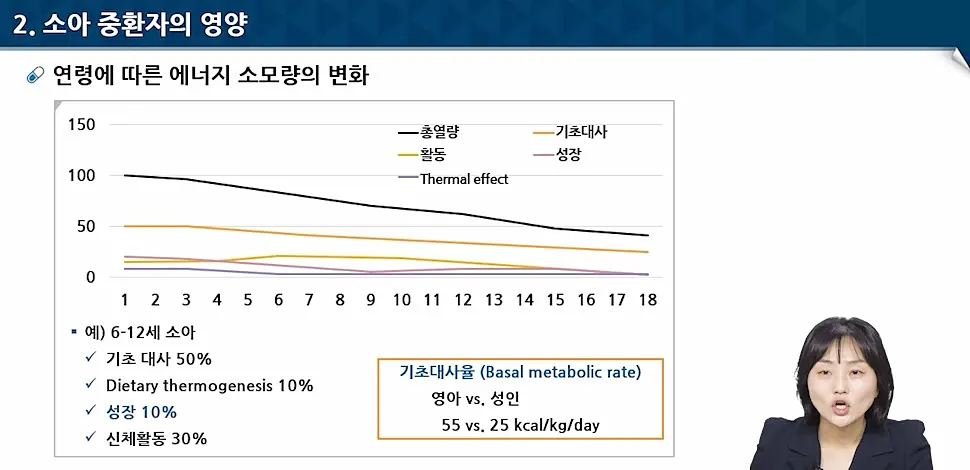 2. 소아 중환자의 영양
연령에 따른 에너지 소모량의 변화
150
100
50
0
총열량
기초대사
활동
성장
Thermal effect
1 2 3 4 5 6 7 8 9 10 11 12 13 14 15 16 17 18
예) 6-12세 소아
기초 대사 50%
Dietary thermogenesis 10%
성장 10%
신체활동 30%
기초대사율 (Basal metabolic rate)
영아 vs. 성인
55 vs. 25 kcal/kg/day